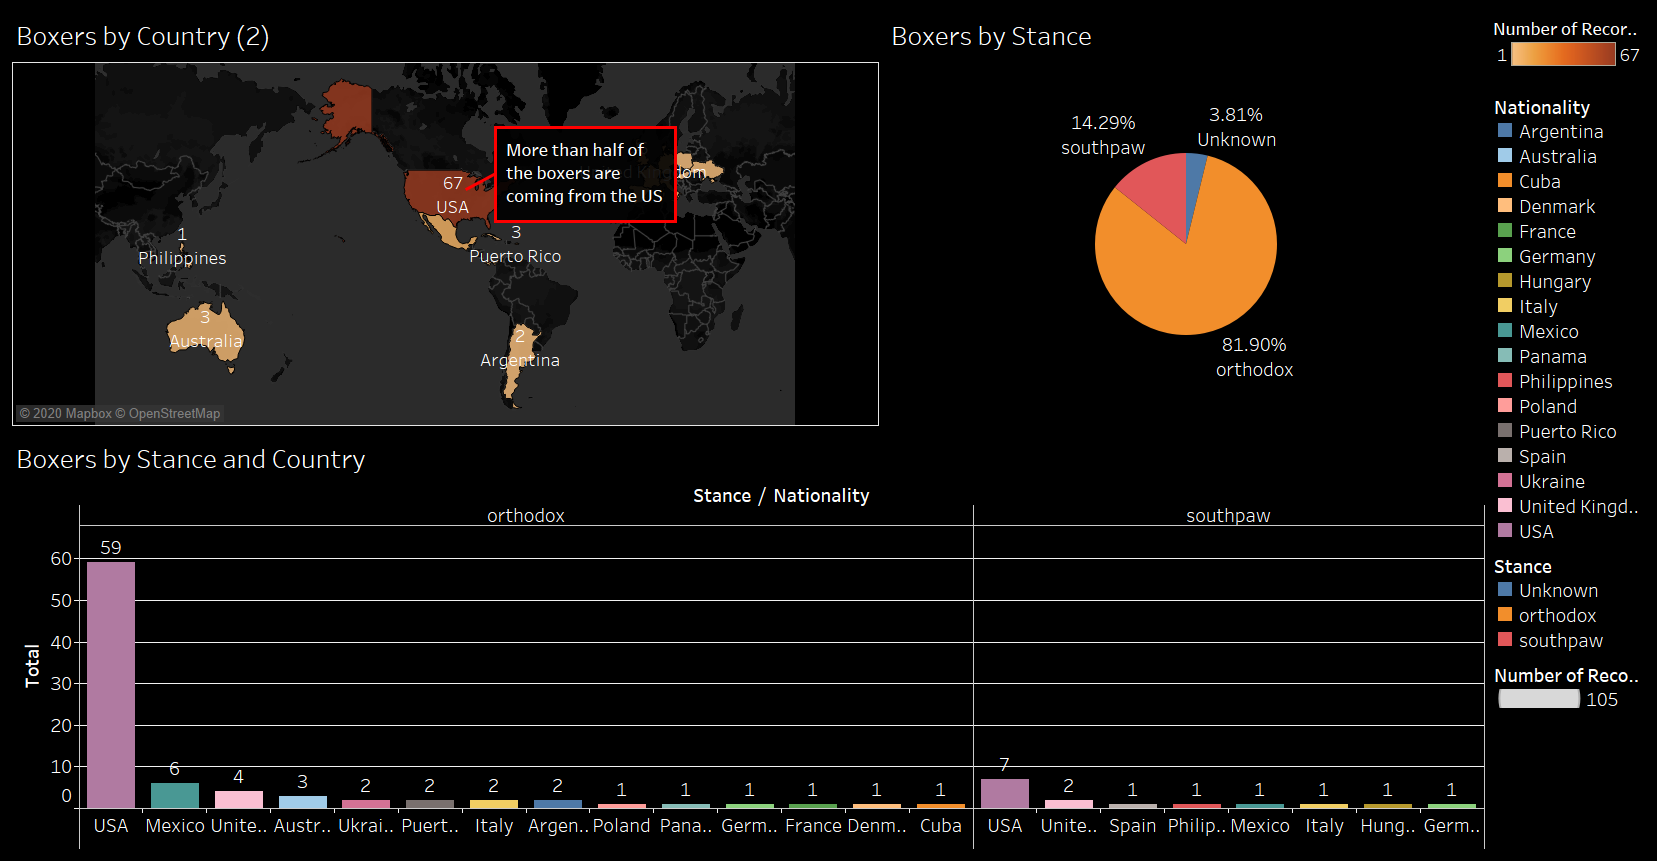 Boxers by Country (2)
67
USA
More than half of
the boxers are
coming from the US
1
Philippines
3
Puerto Rico
3
Australia
2
Argentina
© 2020 Mapbox © OpenStreetMap
Boxers by Stance
14.29%
southpaw
3.81%
Unknown
81.90%
orthodox
Number of Recor..
1 67
Nationality
Argentina
Australia
Cuba
Denmark
France
Germany
Hungary
Italy
Mexico
Panama
Philippines
Poland
Puerto Rico
Spain
Ukraine
United Kingd..
USA
Stance
Unknown
orthodox
southpaw
Number of Reco..
105
Boxers by Stance and Country
Stance / Nationality
orthodox southpaw
Total
60
50
40
30
20
10
0
59 6 4 3 2 2 2 2 1 1 1 1 1 1 7 2 1 1 1 1 1 1
USA Mexico Unite.. Austr.. Ukrai.. Puert.. Italy Argen.. Poland Pana.. Germ.. France Denm.. Cuba USA Unite.. Spain Philip.. Mexico Italy Hung.. Germ..